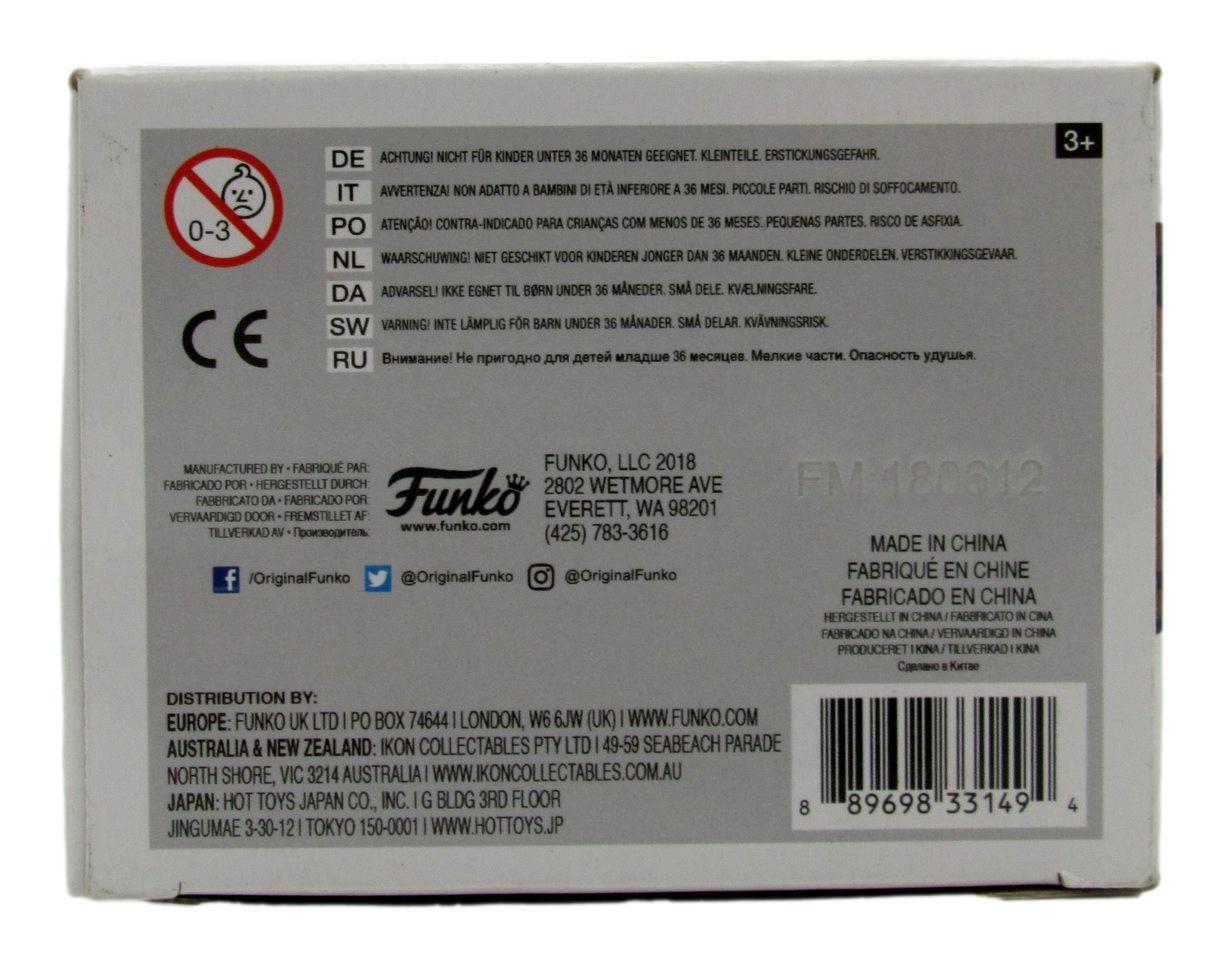 3+
0-3
DE ACHTUNG! NICHT FÜR KINDER UNTER 36 MONATEN GEEIGNET. KLEINTEILE. ERSTICKUNGSGEFAHR.
IT AVVERTENZA! NON ADATTO A BAMBINI DI ETÀ INFERIORE A 36 MESI. PICCOLE PARTI. RISCHIO DI SOFFOCAMENTO.
PO ATENÇÃO! CONTRA-INDICADO PARA CRIANÇAS COM MENOS DE 36 MESES. PEQUENAS PARTES. RISCO DE ASFIXIA.
NL WAARSCHUWING! NIET GESCHIKT VOOR KINDEREN JONGER DAN 36 MAANDEN. KLEINE ONDERDELEN. VERSTIKKINGSGEVAAR.
DA ADVARSEL! IKKE EGNET TIL BØRN UNDER 36 MÅNEDER. SMÅ DELE. KVÆLNINGSFARE.
SW VARNING! INTE LÄMPLIG FÖR BARN UNDER 36 MÅNADER. SMÅ DELAR. KVÄVNINGSRISK.
RU Внимание! Не пригодно для детей младше 36 месяцев. Мелкие части. Опасность удушья.
CE
MANUFACTURED BY • FABRIQUÉ PAR:
FABRICADO POR • HERGESTELLT DURCH:
FABBRICATO DA • FABRICADO POR:
VERVAARDIGD DOOR • FREMSTILLET AF:
TILLVERKAD AV • Производитель:
Funko
www.funko.com
FUNKO, LLC 2018
2802 WETMORE AVE
EVERETT, WA 98201
(425) 783-3616
FM 180612
/OriginalFunko @OriginalFunko @OriginalFunko
MADE IN CHINA
FABRIQUÉ EN CHINE
FABRICADO EN CHINA
HERGESTELLT IN CHINA / FABBRICATO IN CINA
FABRICADO NA CHINA / VERVAARDIGD IN CHINA
PRODUCERET I KINA / TILLVERKAD I KINA
Сделано в Китае
DISTRIBUTION BY:
EUROPE: FUNKO UK LTD | PO BOX 74644 | LONDON, W6 6JW (UK) | WWW.FUNKO.COM
AUSTRALIA & NEW ZEALAND: IKON COLLECTABLES PTY LTD | 49-59 SEABEACH PARADE
NORTH SHORE, VIC 3214 AUSTRALIA | WWW.IKONCOLLECTABLES.COM.AU
JAPAN: HOT TOYS JAPAN CO., INC. | G BLDG 3RD FLOOR
JINGUMAE 3-30-12 | TOKYO 150-0001 | WWW.HOTTOYS.JP
8 89698 33149 4